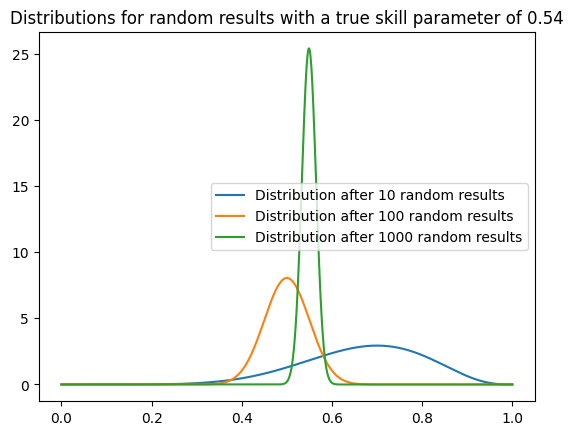 Distributions for random results with a true skill parameter of 0.54
25
20
15
10
5
0
Distribution after 10 random results
Distribution after 100 random results
Distribution after 1000 random results
0.0 0.2 0.4 0.6 0.8 1.0